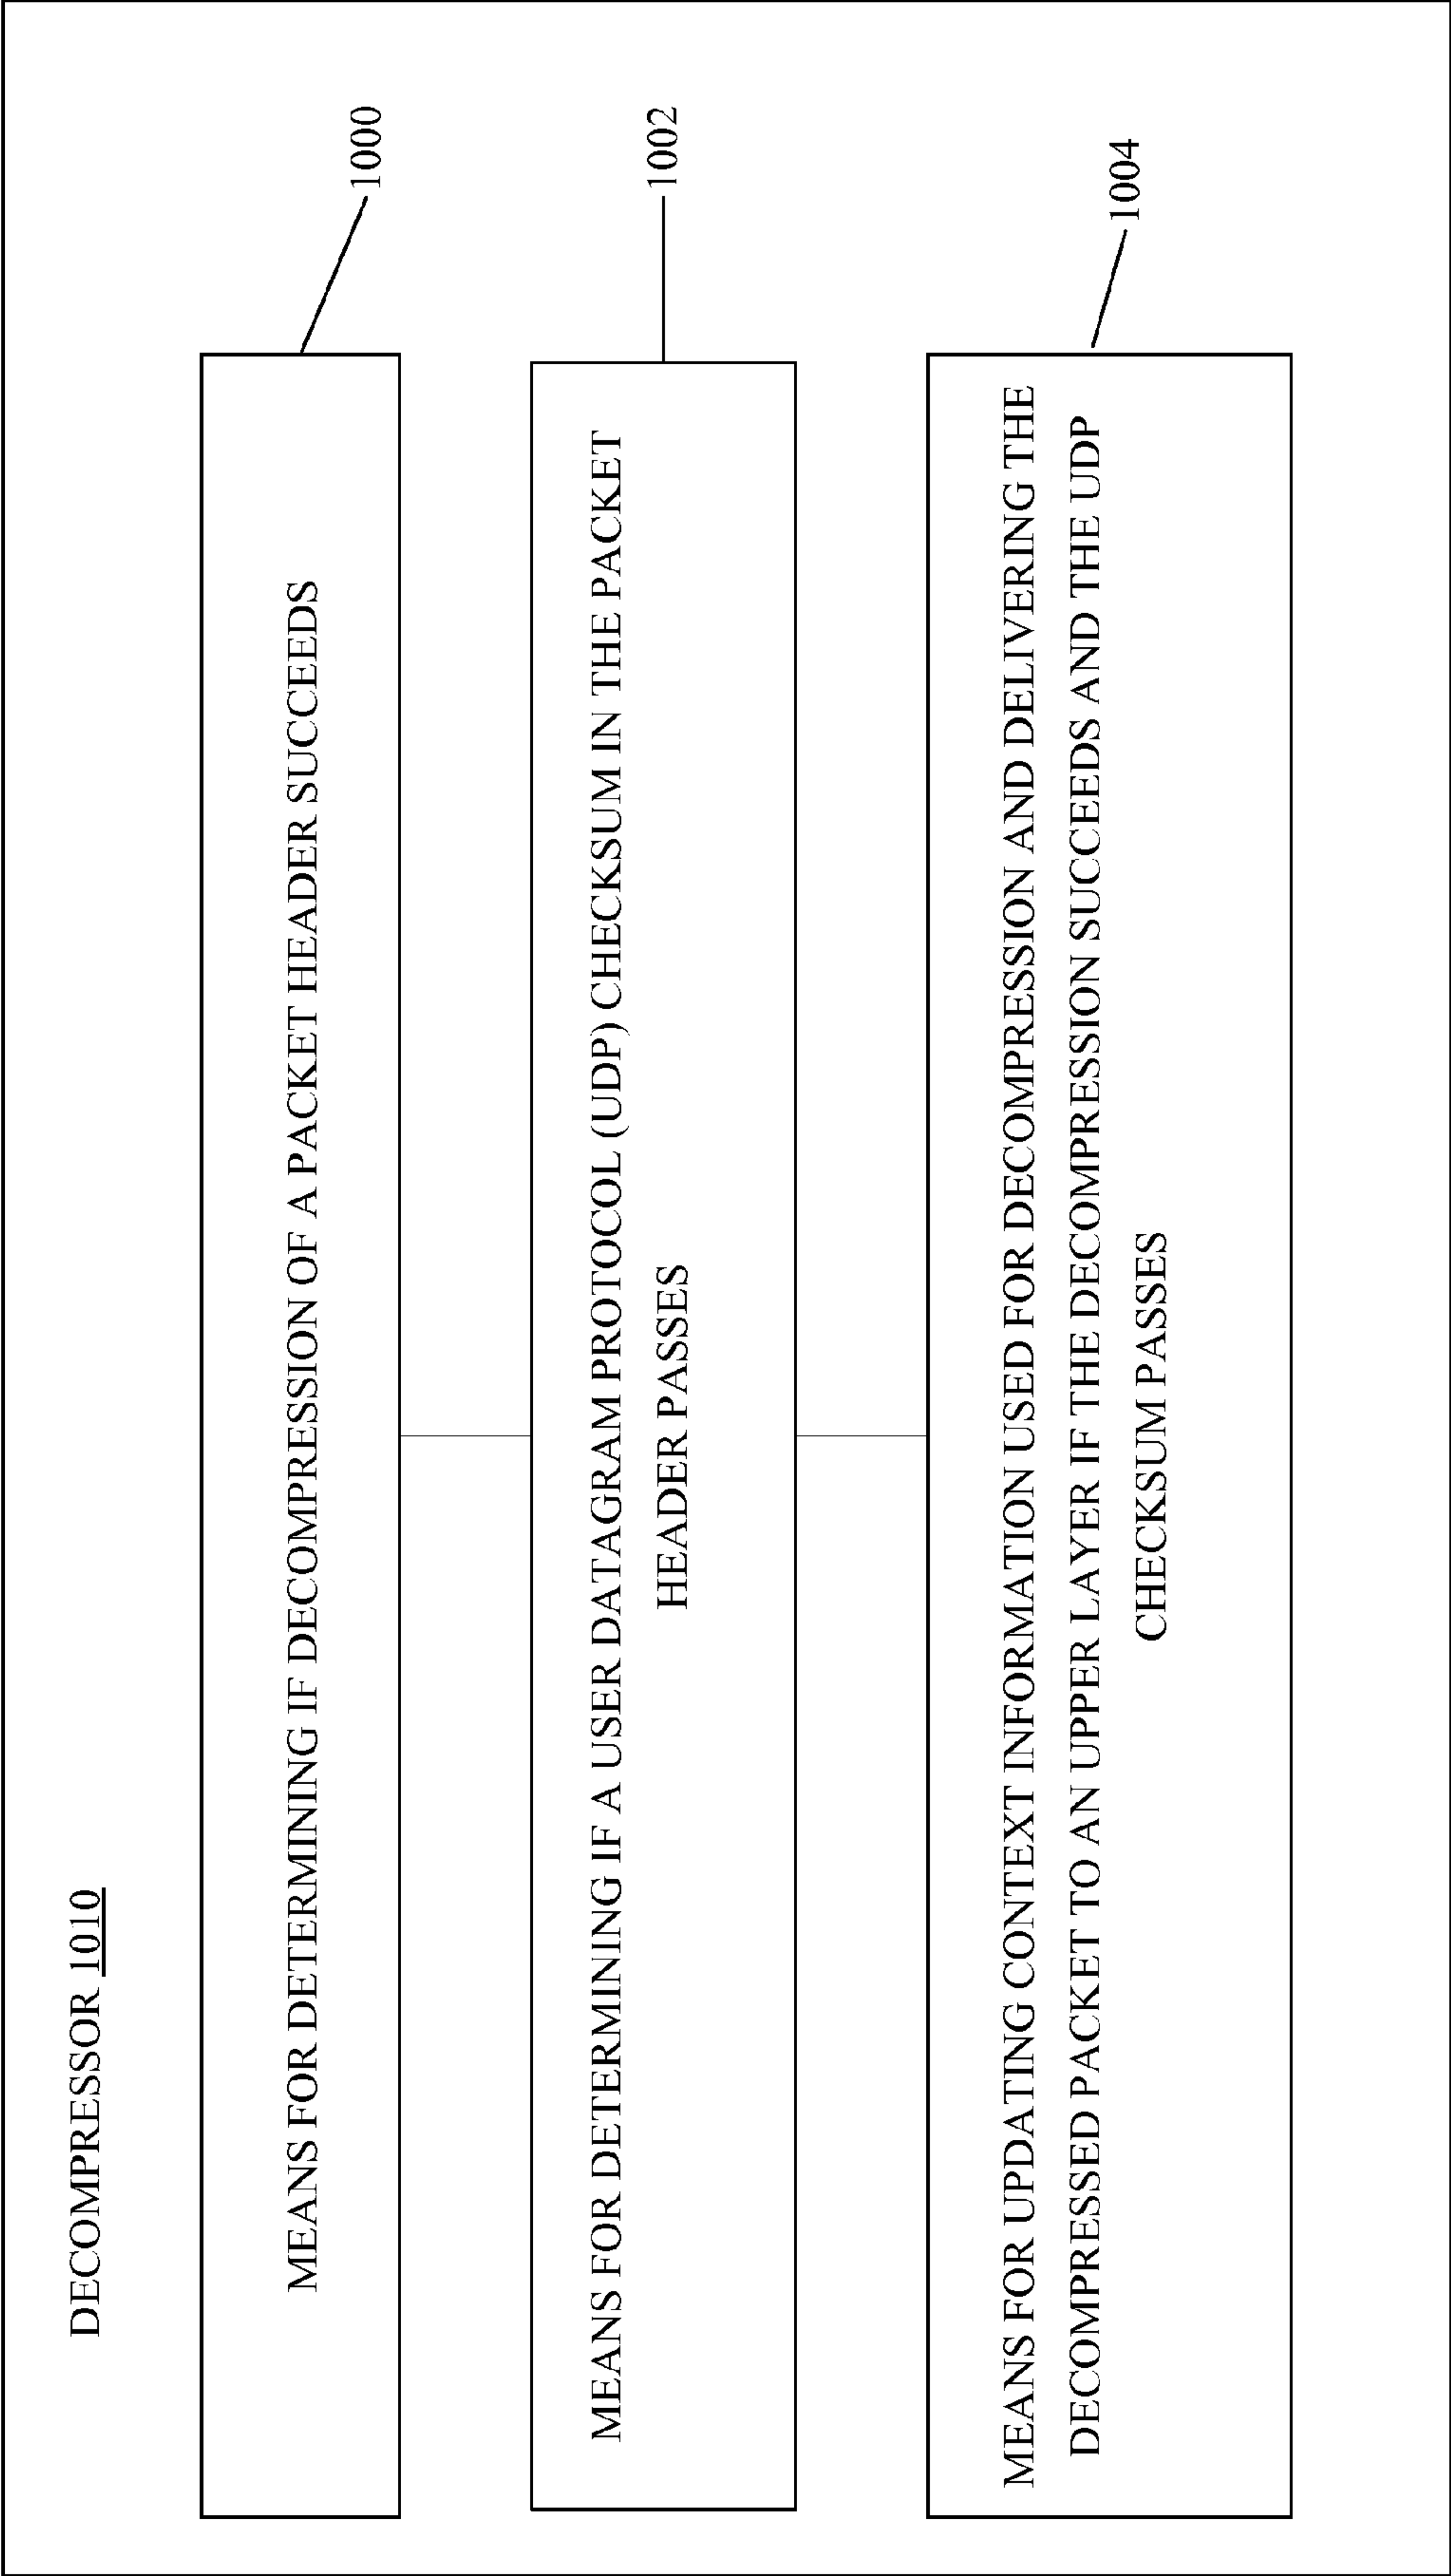 DECOMPRESSOR 1010
MEANS FOR DETERMINING IF DECOMPRESSION OF A PACKET HEADER SUCCEEDS
1000
MEANS FOR DETERMINING IF A USER DATAGRAM PROTOCOL (UDP) CHECKSUM IN THE PACKET
HEADER PASSES
1002
MEANS FOR UPDATING CONTEXT INFORMATION USED FOR DECOMPRESSION AND DELIVERING THE
DECOMPRESSED PACKET TO AN UPPER LAYER IF THE DECOMPRESSION SUCCEEDS AND THE UDP
CHECKSUM PASSES
1004